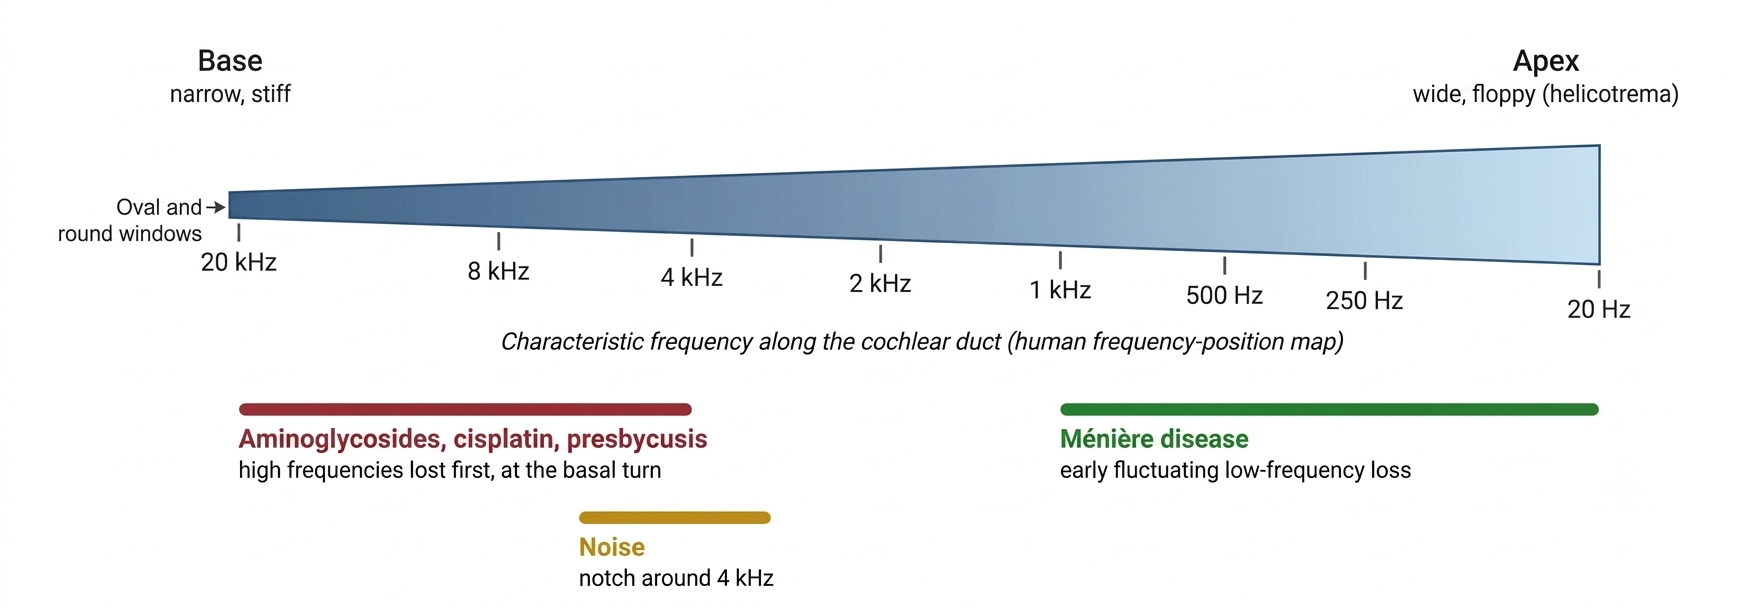 Base
narrow, stiff
Apex
wide, floppy (helicotrema)
Oval and
round windows
20 kHz
8 kHz
4 kHz
2 kHz
1 kHz
500 Hz
250 Hz
20 Hz
Characteristic frequency along the cochlear duct (human frequency-position map)
Aminoglycosides, cisplatin, presbycusis
high frequencies lost first, at the basal turn
Ménière disease
early fluctuating low-frequency loss
Noise
notch around 4 kHz